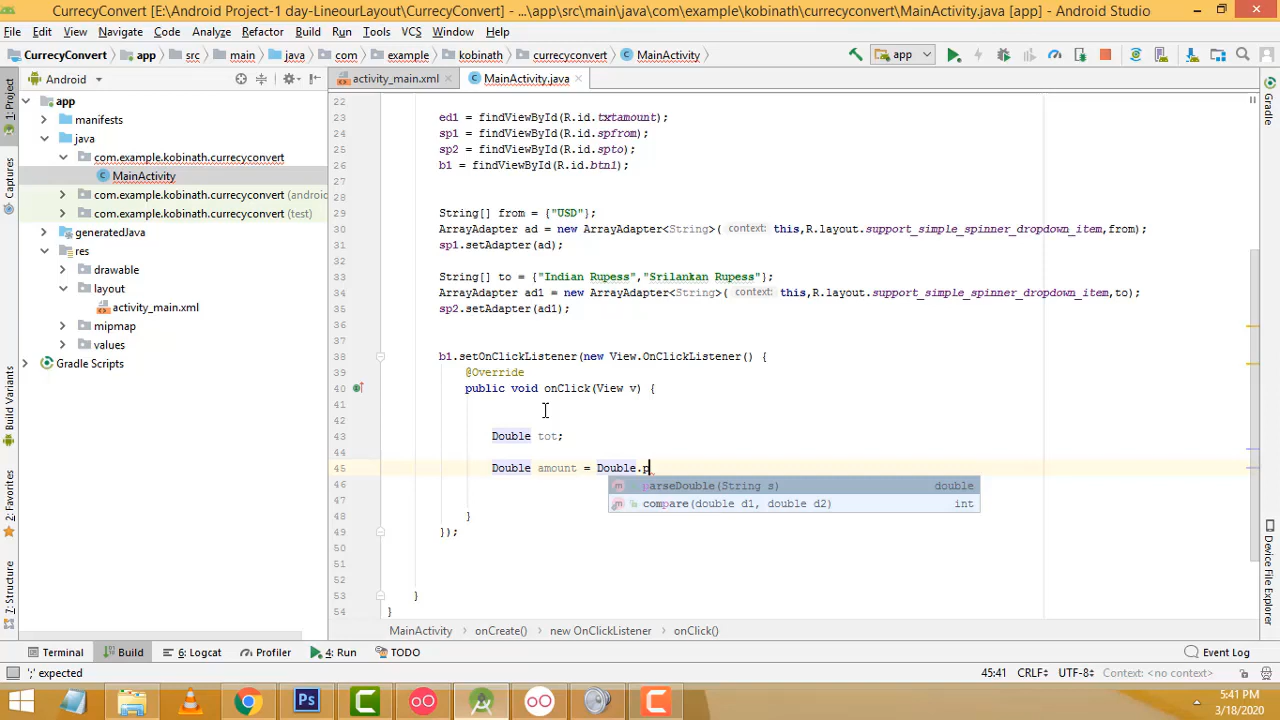 CurrecyConvert [E:\Android Project-1 day-LineourLayout\CurrecyConvert] - ...\app\src\main\java\com\example\kobinath\currecyconvert\MainActivity.java [app] - Android Studio
File Edit View Navigate Code Analyze Refactor Build Run Tools VCS Window Help
CurrecyConvert app src main java com example kobinath currecyconvert MainActivity app
Android activity_main.xml MainActivity.java
1: Project
Captures
Build Variants
2: Favorites
7: Structure
Gradle
Device File Explorer
app
manifests
java
com.example.kobinath.currecyconvert
MainActivity
com.example.kobinath.currecyconvert (android
com.example.kobinath.currecyconvert (test)
generatedJava
res
drawable
layout
activity_main.xml
mipmap
values
Gradle Scripts
22
23 ed1 = findViewById(R.id.txtamount);
24 sp1 = findViewById(R.id.spfrom);
25 sp2 = findViewById(R.id.spto);
26 b1 = findViewById(R.id.btn1);
27
28
29 String[] from = {"USD"};
30 ArrayAdapter ad = new ArrayAdapter<String>( context: this,R.layout.support_simple_spinner_dropdown_item,from);
31 sp1.setAdapter(ad);
32
33 String[] to = {"Indian Rupess","Srilankan Rupess"};
34 ArrayAdapter ad1 = new ArrayAdapter<String>( context: this,R.layout.support_simple_spinner_dropdown_item,to);
35 sp2.setAdapter(ad1);
36
37
38 b1.setOnClickListener(new View.OnClickListener() {
39 @Override
40 public void onClick(View v) {
41
42
43 Double tot;
44
45 Double amount = Double.p
46 parseDouble(String s) double
47 compare(double d1, double d2) int
48 }
49 });
50
51
52
53 }
54 }
MainActivity onCreate() new OnClickListener onClick()
Terminal Build 6: Logcat Profiler 4: Run TODO Event Log
';' expected 45:41 CRLF UTF-8 Context: <no context>
Ps
5:41 PM
3/18/2020